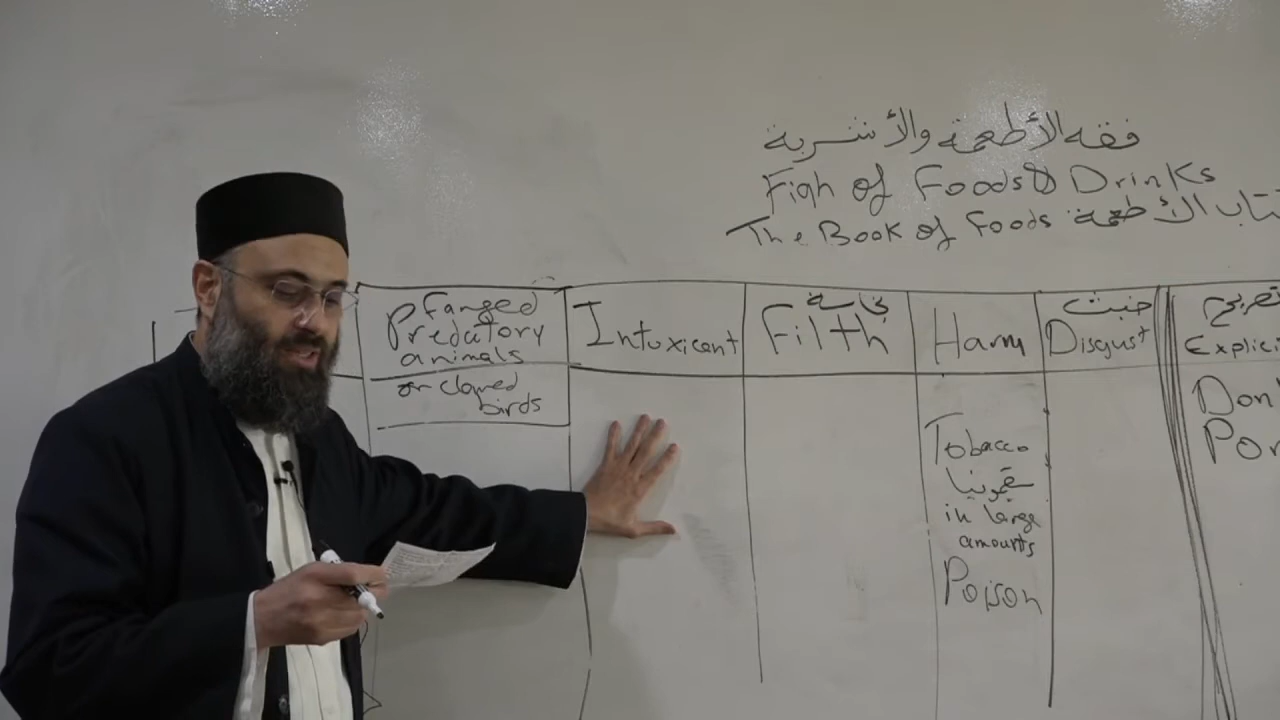 فقه الأطعمة والأشربة
Fiqh of Foods & Drinks
The Book of Foods كتاب الأطعمة
Fanged
Predatory
animals
or clawed
birds
Intoxicant
نجاسة
Filth
Harm
Tobacco
سقمونيا
in large
amounts
Poison
خبث
Disgust
تصريح
Explici
Don
Por